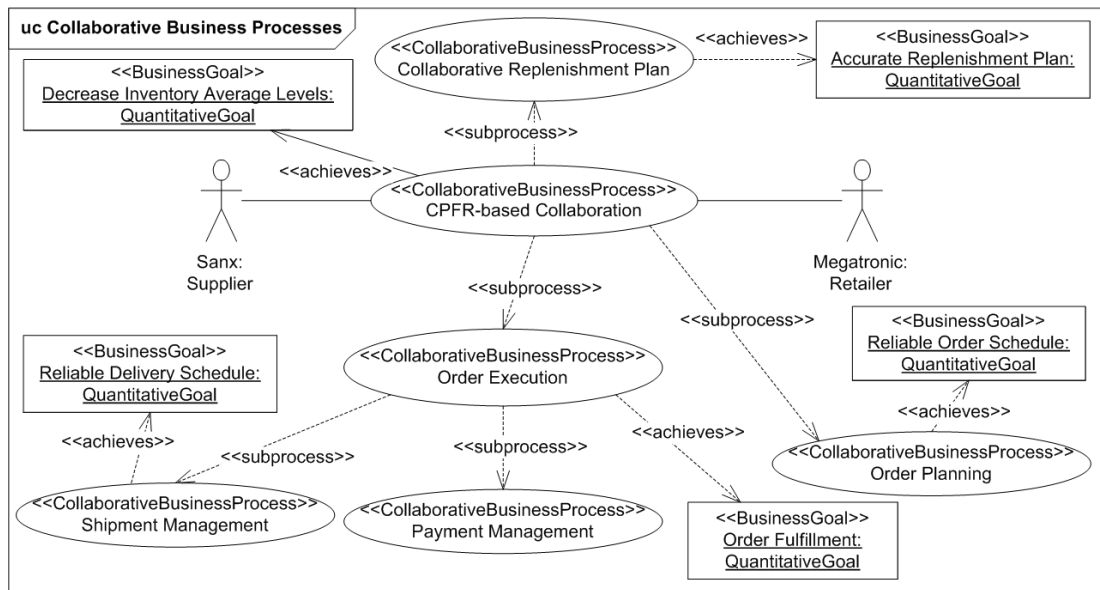 uc Collaborative Business Processes
<<CollaborativeBusinessProcess>>
Collaborative Replenishment Plan
<<achieves>>
<<BusinessGoal>>
Accurate Replenishment Plan:
QuantitativeGoal
<<BusinessGoal>>
Decrease Inventory Average Levels:
QuantitativeGoal
<<subprocess>>
<<achieves>>
<<CollaborativeBusinessProcess>>
CPFR-based Collaboration
Sanx:
Supplier
Megatronic:
Retailer
<<subprocess>>
<<subprocess>>
<<BusinessGoal>>
Reliable Order Schedule:
QuantitativeGoal
<<BusinessGoal>>
Reliable Delivery Schedule:
QuantitativeGoal
<<CollaborativeBusinessProcess>>
Order Execution
<<achieves>>
<<achieves>>
<<subprocess>>
<<subprocess>>
<<achieves>>
<<CollaborativeBusinessProcess>>
Order Planning
<<CollaborativeBusinessProcess>>
Shipment Management
<<CollaborativeBusinessProcess>>
Payment Management
<<BusinessGoal>>
Order Fulfillment:
QuantitativeGoal